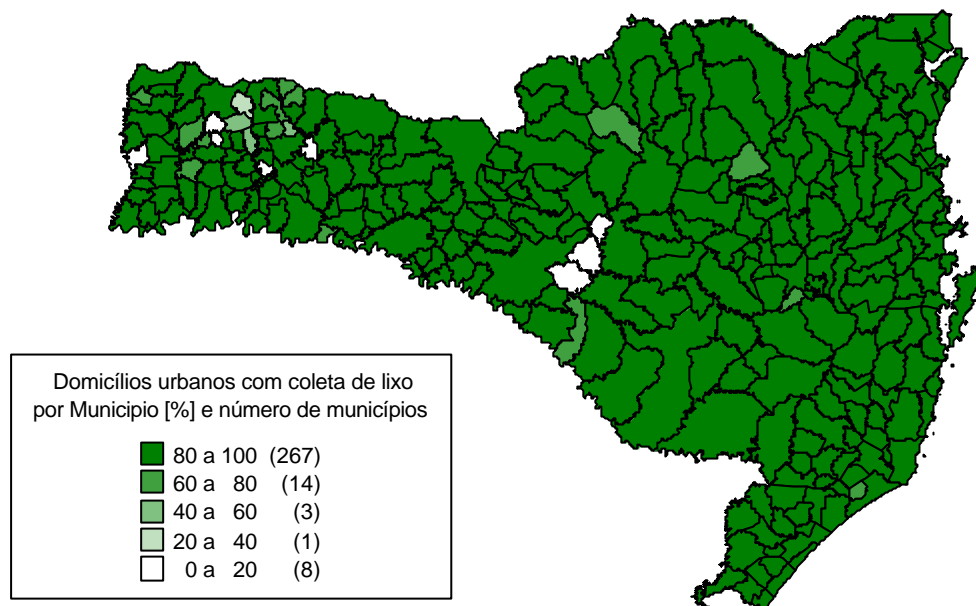 Domicílios urbanos com coleta de lixo
por Municipio [%] e número de municípios
80 a 100 (267)
60 a 80 (14)
40 a 60 (3)
20 a 40 (1)
0 a 20 (8)